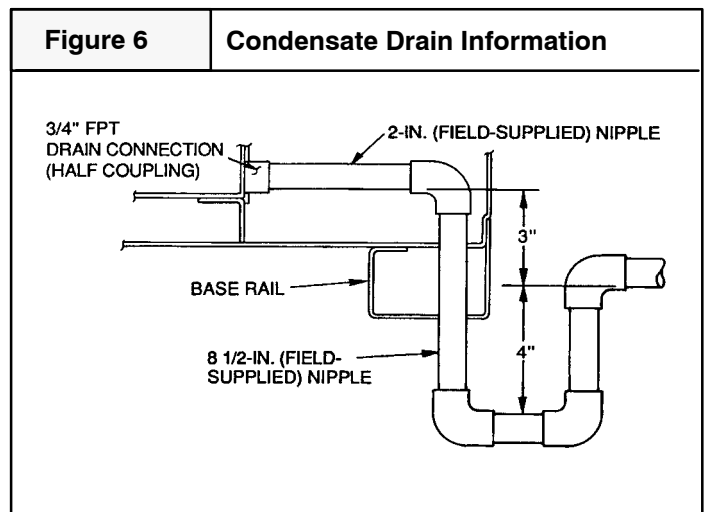 Figure 6
Condensate Drain Information
3/4" FPT
DRAIN CONNECTION
(HALF COUPLING)
2-IN. (FIELD-SUPPLIED) NIPPLE
3"
BASE RAIL
4"
8 1/2-IN. (FIELD-
SUPPLIED) NIPPLE